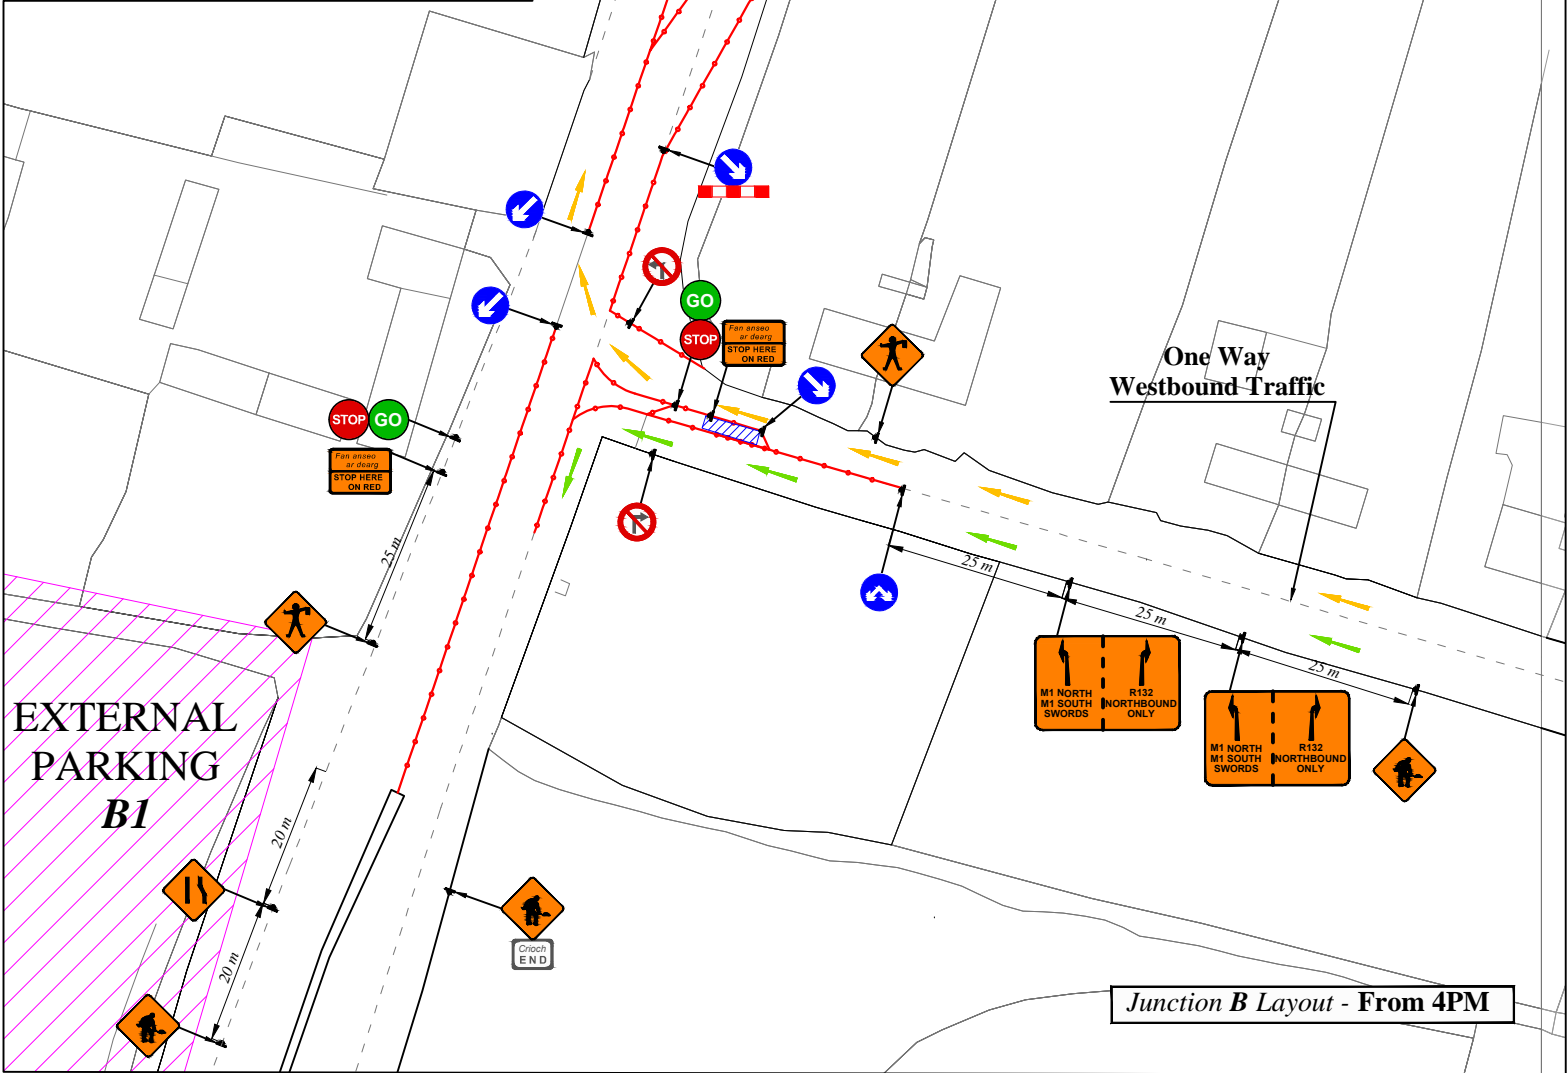 GO
STOP
Fan anseo
ar dearg
STOP HERE
ON RED
One Way
Westbound Traffic
STOP
GO
Fan anseo
ar dearg
STOP HERE
ON RED
25 m
25 m
25 m
25 m
M1 NORTH
M1 SOUTH
SWORDS
R132
NORTHBOUND
ONLY
M1 NORTH
M1 SOUTH
SWORDS
R132
NORTHBOUND
ONLY
EXTERNAL
PARKING
B1
20 m
20 m
Críoch
END
Junction B Layout - From 4PM